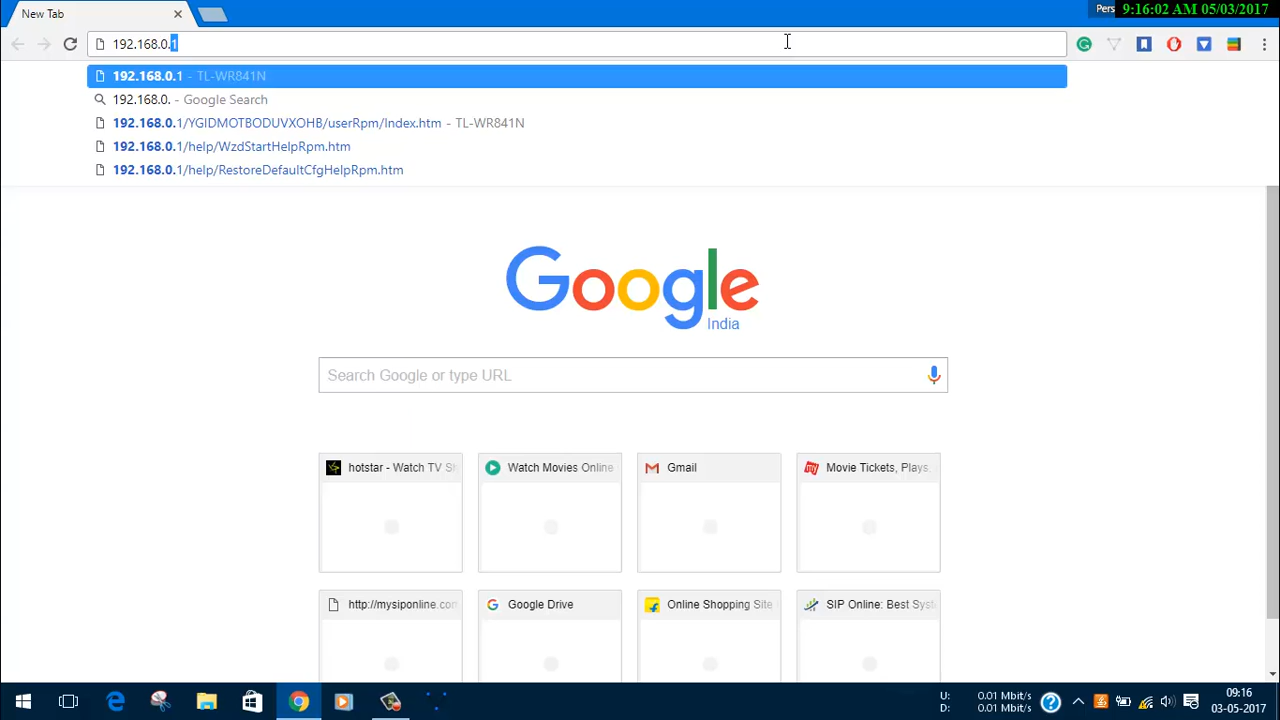 New Tab
Pers
9:16:02 AM 05/03/2017
192.168.0.1
192.168.0.1 - TL-WR841N
192.168.0. - Google Search
192.168.0.1/YGIDMOTBODUVXOHB/userRpm/Index.htm - TL-WR841N
192.168.0.1/help/WzdStartHelpRpm.htm
192.168.0.1/help/RestoreDefaultCfgHelpRpm.htm
Google
India
Search Google or type URL
hotstar - Watch TV Sh
Watch Movies Online
Gmail
Movie Tickets, Plays,
http://mysiponline.com
Google Drive
Online Shopping Site
SIP Online: Best Syst
U: 0.01 Mbit/s
D: 0.01 Mbit/s
09:16
03-05-2017